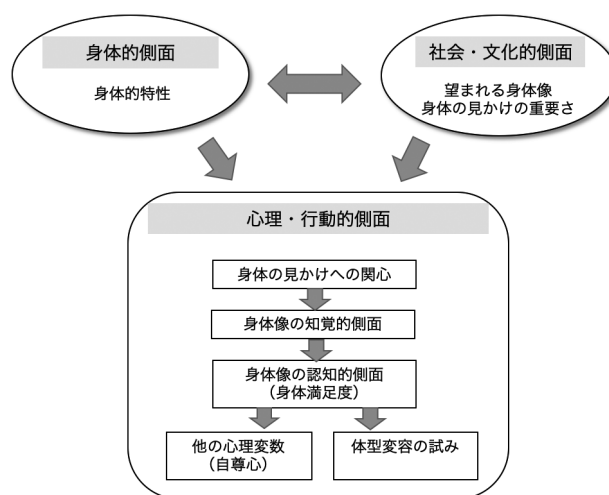 身体的側面
身体的特性
社会・文化的側面
望まれる身体像
身体の見かけの重要さ
心理・行動的側面
身体の見かけへの関心
身体像の知覚的側面
身体像の認知的側面
（身体満足度）
他の心理変数
（自尊心）
体型変容の試み